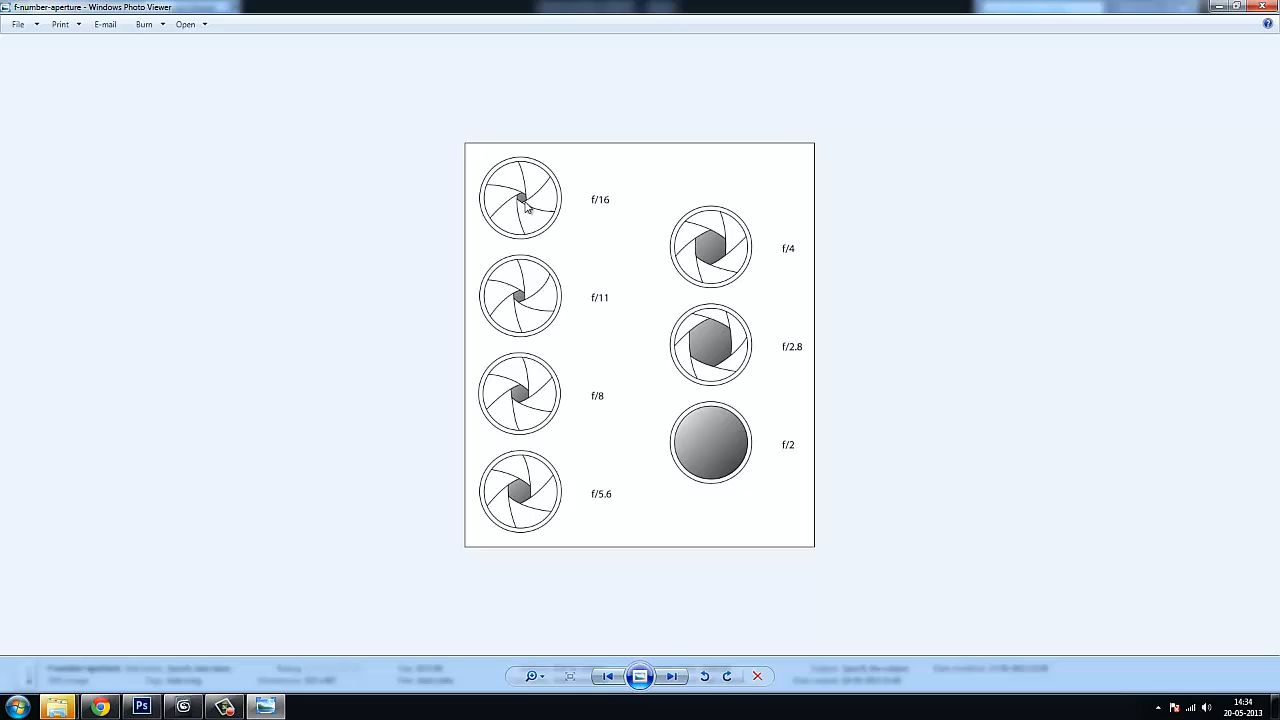 f-number-aperture - Windows Photo Viewer
File Print E-mail Burn Open
f/16
f/11
f/8
f/5.6
f/4
f/2.8
f/2
Ps
14:34
20-05-2013